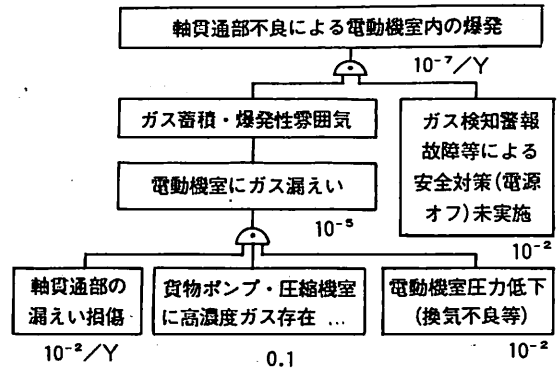 軸貫通部不良による電動機室内の爆発
10⁻⁷/Y
ガス蓄積・爆発性雰囲気
ガス検知警報
故障等による
安全対策(電源
オフ)未実施
10⁻²
電動機室にガス漏えい
10⁻⁵
軸貫通部の
漏えい損傷
10⁻²/Y
貨物ポンプ・圧縮機室
に高濃度ガス存在 ...
0.1
電動機室圧力低下
(換気不良等)
10⁻²